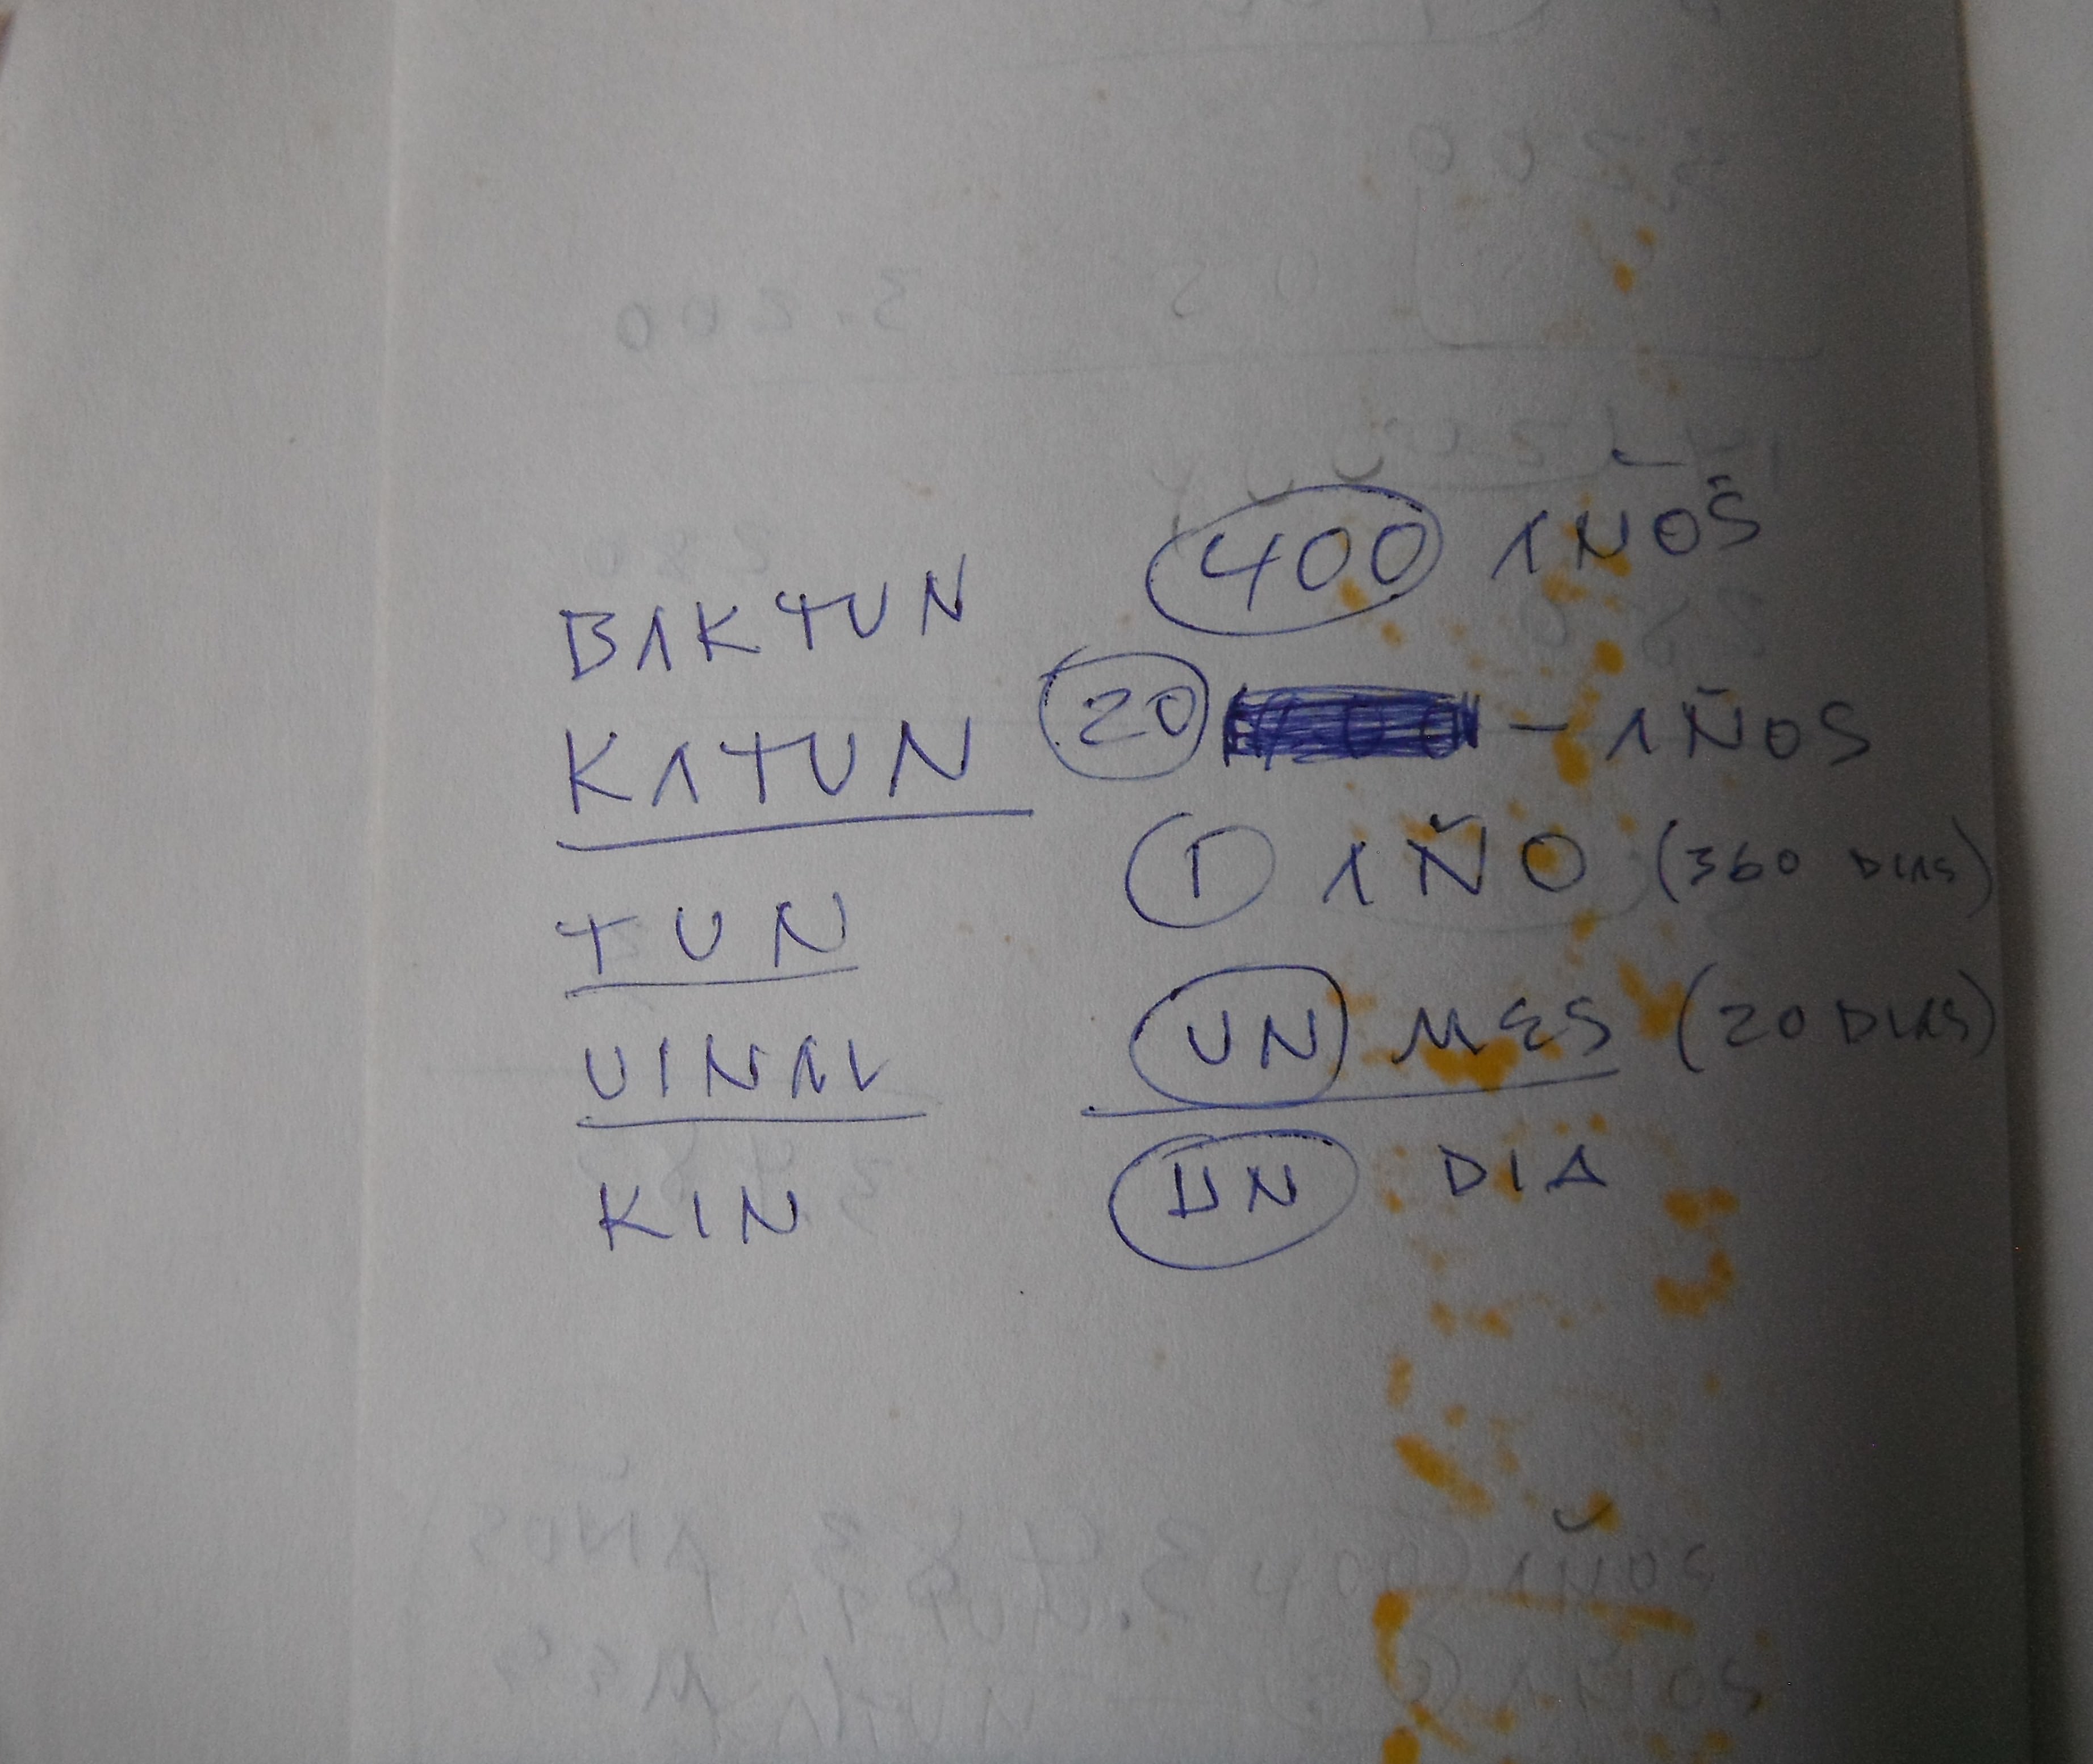 BAKTUN 400 AÑOS
KATUN 20 - AÑOS
TUN 1 AÑO (360 DIAS)
UINAL UN MES (20 DIAS)
KIN UN DIA